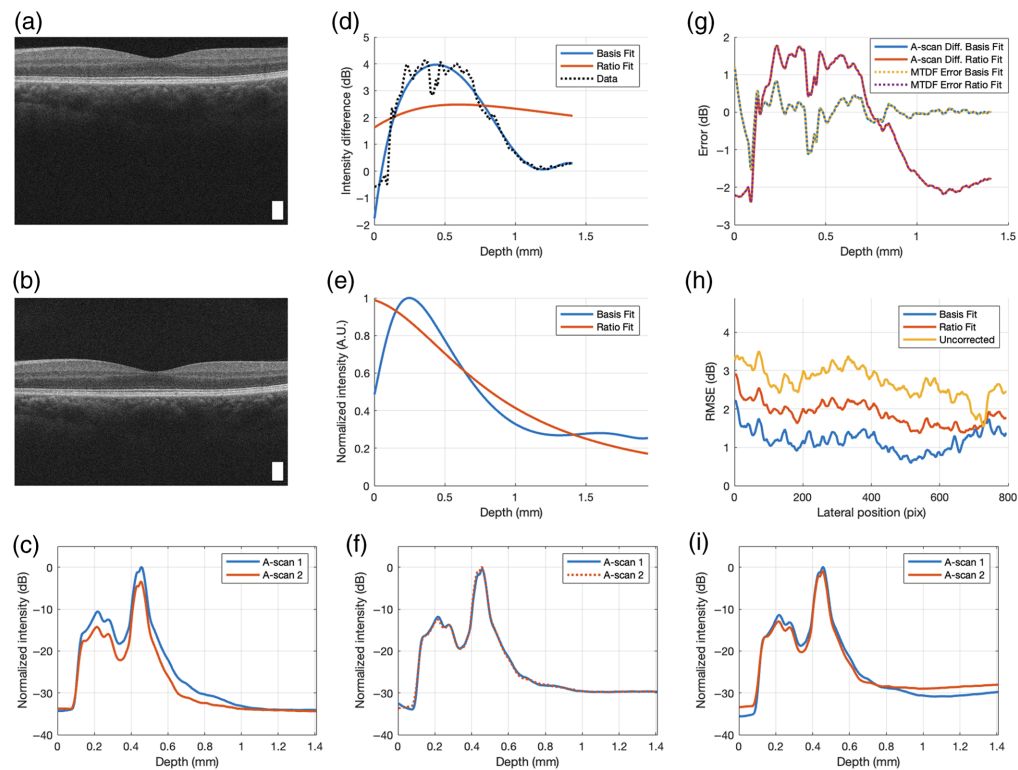 (a)
(b)
(c)
Normalized intensity (dB)
0
−10
−20
−30
−40
A-scan 1
A-scan 2
0 0.2 0.4 0.6 0.8 1 1.2 1.4
Depth (mm)
(d)
Intensity difference (dB)
5
4
3
2
1
0
−1
−2
Basis Fit
Ratio Fit
Data
0 0.5 1 1.5
Depth (mm)
(e)
Normalized intensity (A.U.)
1
0.8
0.6
0.4
0.2
0
Basis Fit
Ratio Fit
0 0.5 1 1.5
Depth (mm)
(f)
Normalized intensity (dB)
0
−10
−20
−30
−40
A-scan 1
A-scan 2
0 0.2 0.4 0.6 0.8 1 1.2 1.4
Depth (mm)
(g)
Error (dB)
2
1
0
−1
−2
−3
A-scan Diff. Basis Fit
A-scan Diff. Ratio Fit
MTDF Error Basis Fit
MTDF Error Ratio Fit
0 0.5 1 1.5
Depth (mm)
(h)
RMSE (dB)
4
3
2
1
0
Basis Fit
Ratio Fit
Uncorrected
0 200 400 600 800
Lateral position (pix)
(i)
Normalized intensity (dB)
0
−10
−20
−30
−40
A-scan 1
A-scan 2
0 0.2 0.4 0.6 0.8 1 1.2 1.4
Depth (mm)